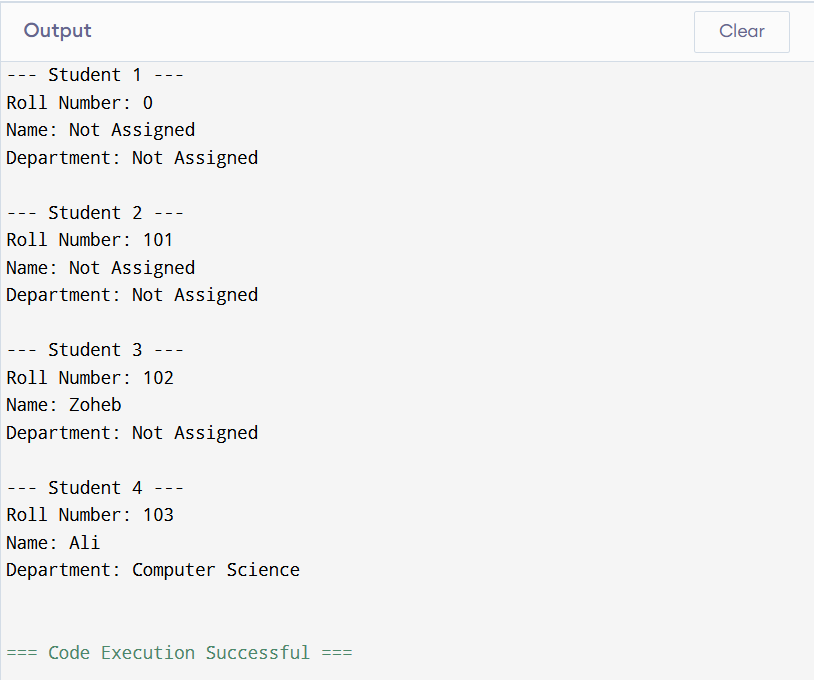 Output
Clear
--- Student 1 ---
Roll Number: 0
Name: Not Assigned
Department: Not Assigned
--- Student 2 ---
Roll Number: 101
Name: Not Assigned
Department: Not Assigned
--- Student 3 ---
Roll Number: 102
Name: Zoheb
Department: Not Assigned
--- Student 4 ---
Roll Number: 103
Name: Ali
Department: Computer Science
=== Code Execution Successful ===